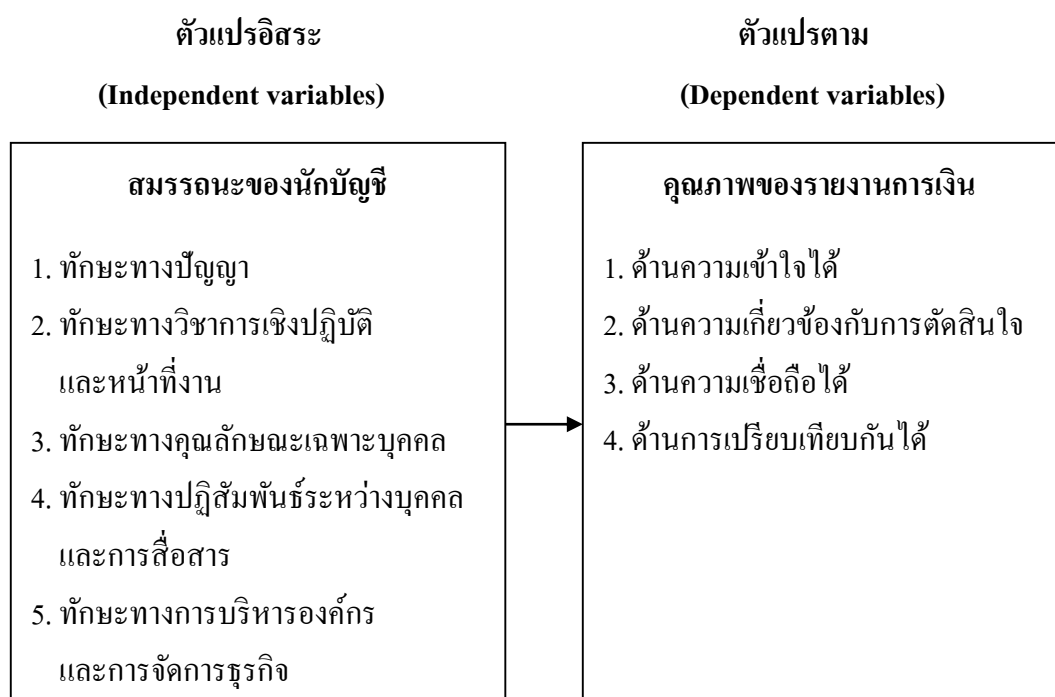 ตัวแปรอิสระ
(Independent variables)
สมรรถนะของนักบัญชี
1. ทักษะทางปัญญา
2. ทักษะทางวิชาการเชิงปฏิบัติ
และหน้าที่งาน
3. ทักษะทางคุณลักษณะเฉพาะบุคคล
4. ทักษะทางปฏิสัมพันธ์ระหว่างบุคคล
และการสื่อสาร
5. ทักษะทางการบริหารองค์กร
และการจัดการธุรกิจ
ตัวแปรตาม
(Dependent variables)
คุณภาพของรายงานการเงิน
1. ด้านความเข้าใจได้
2. ด้านความเกี่ยวข้องกับการตัดสินใจ
3. ด้านความเชื่อถือได้
4. ด้านการเปรียบเทียบกันได้